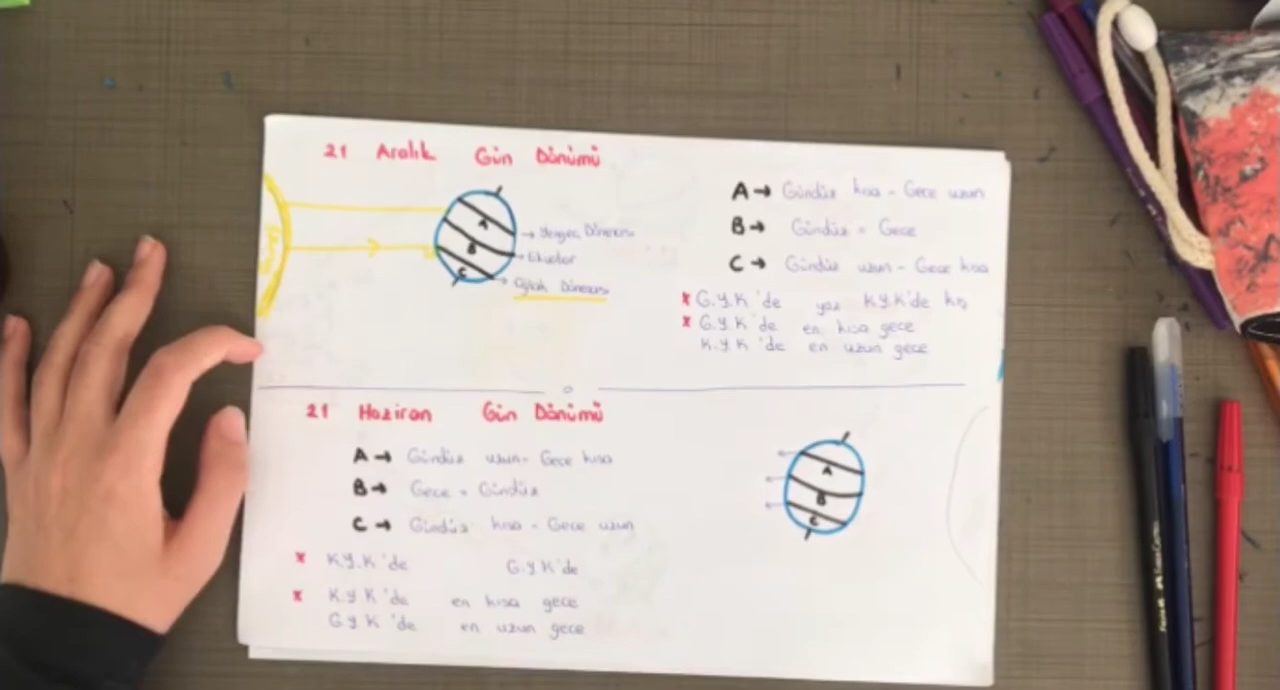 21 Aralık Gün Dönümü
A → Gündüz kısa - Gece uzun
B → Gündüz = Gece
C → Gündüz uzun - Gece kısa
→ Yengeç Dönencesi
→ Ekvator
→ Oğlak Dönencesi
A
B
C
x G.Y.K 'de yaz K.Y.K'de kış
x G.Y.K 'de en kısa gece
K.Y.K 'de en uzun gece
21 Haziran Gün Dönümü
A → Gündüz uzun- Gece kısa
B → Gece = Gündüz
C → Gündüz kısa - Gece uzun
A
B
C
x K.Y.K 'de G.Y.K'de
x K.Y.K 'de en kısa gece
G.Y.K 'de en uzun gece